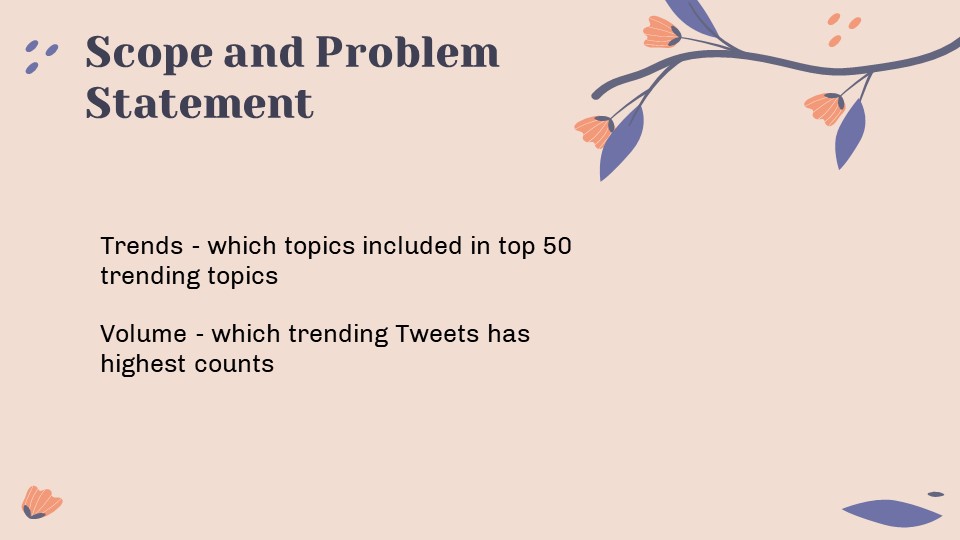 Scope and Problem
Statement
Trends - which topics included in top 50
trending topics
Volume - which trending Tweets has
highest counts